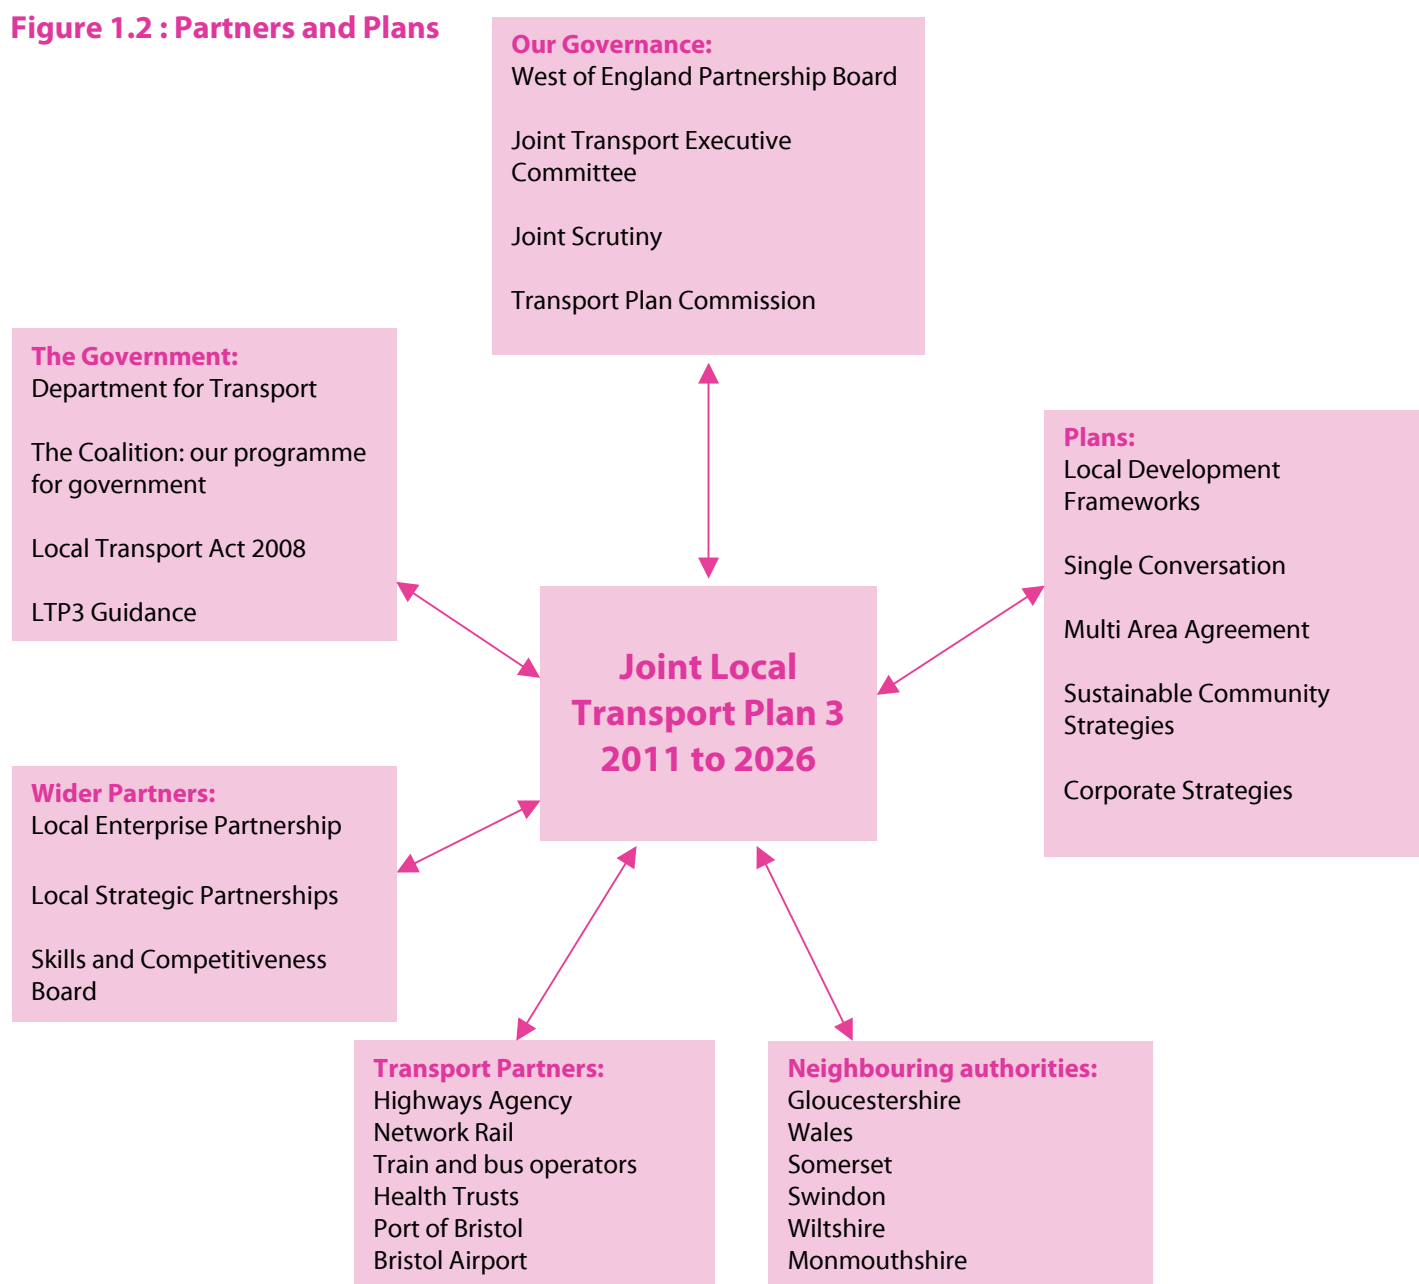 Figure 1.2 : Partners and Plans
Our Governance:
West of England Partnership Board
Joint Transport Executive
Committee
Joint Scrutiny
Transport Plan Commission
The Government:
Department for Transport
The Coalition: our programme
for government
Local Transport Act 2008
LTP3 Guidance
Plans:
Local Development
Frameworks
Single Conversation
Multi Area Agreement
Sustainable Community
Strategies
Corporate Strategies
Joint Local
Transport Plan 3
2011 to 2026
Wider Partners:
Local Enterprise Partnership
Local Strategic Partnerships
Skills and Competitiveness
Board
Transport Partners:
Highways Agency
Network Rail
Train and bus operators
Health Trusts
Port of Bristol
Bristol Airport
Neighbouring authorities:
Gloucestershire
Wales
Somerset
Swindon
Wiltshire
Monmouthshire